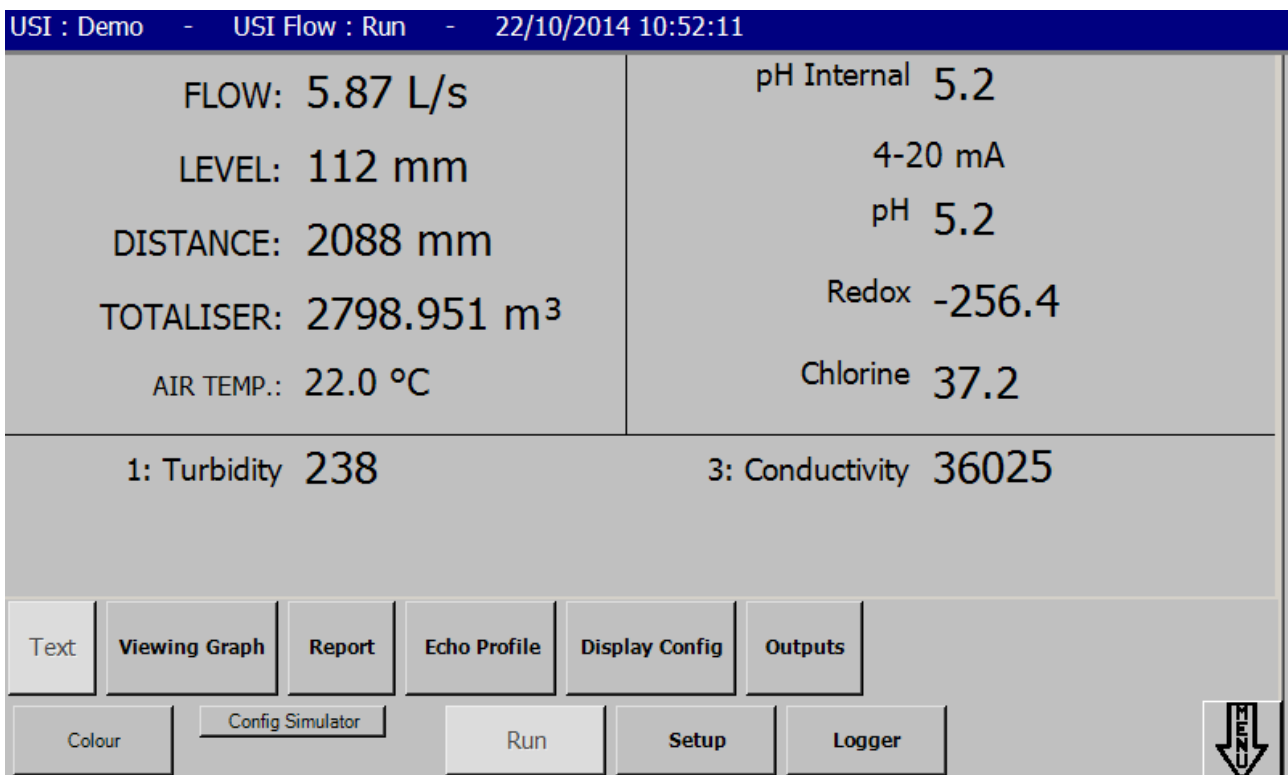 USI : Demo - USI Flow : Run - 22/10/2014 10:52:11
FLOW: 5.87 L/s
LEVEL: 112 mm
DISTANCE: 2088 mm
TOTALISER: 2798.951 m³
AIR TEMP.: 22.0 °C
pH Internal 5.2
4-20 mA
pH 5.2
Redox -256.4
Chlorine 37.2
1: Turbidity 238
3: Conductivity 36025
Text Viewing Graph Report Echo Profile Display Config Outputs
Colour Config Simulator Run Setup Logger MENU